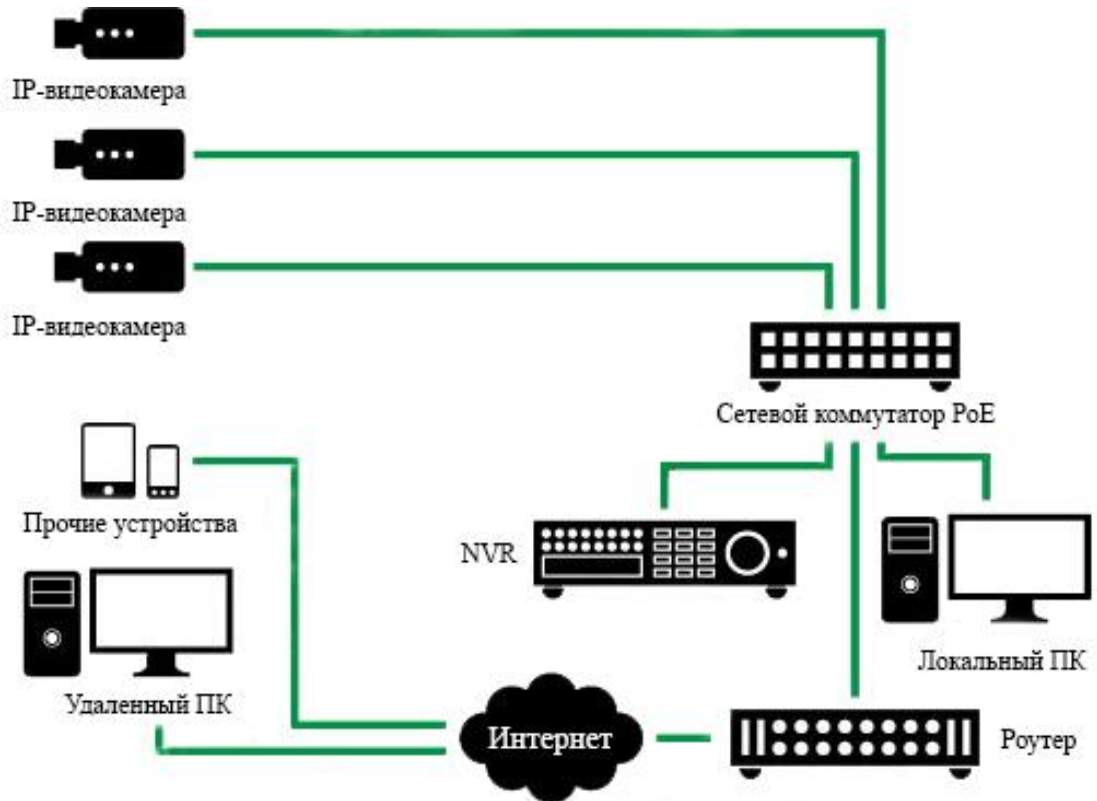 IP-видеокамера
IP-видеокамера
IP-видеокамера
Сетевой коммутатор PoE
Прочие устройства
NVR
Локальный ПК
Удаленный ПК
Интернет
Роутер